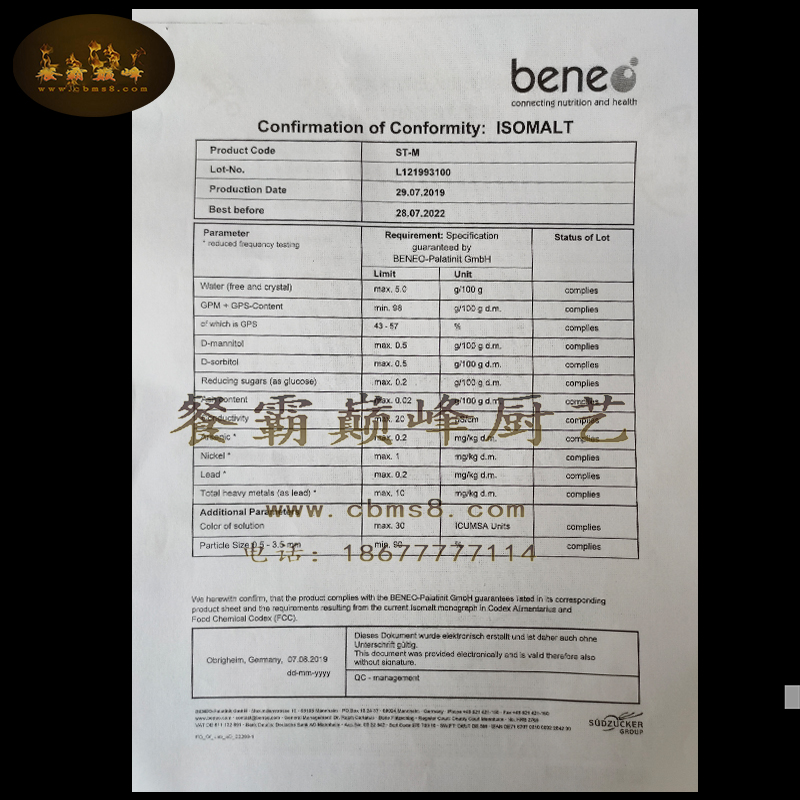 餐霸巅峰
www.cbms8.com
beneo
connecting nutrition and health
Confirmation of Conformity: ISOMALT
Product Code ST-M
Lot-No. L121993100
Production Date 29.07.2019
Best before 28.07.2022
Parameter Requirement: Specification Status of Lot
* reduced frequency testing guaranteed by
BENEO-Palatinit GmbH
Limit Unit
Water (free and crystal) max. 5.0 g/100 g complies
GPM + GPS-Content min. 98 g/100 g d.m. complies
of which is GPS 43 - 57 % complies
D-mannitol max. 0.5 g/100 g d.m. complies
D-sorbitol max. 0.5 g/100 g d.m. complies
Reducing sugars (as glucose) max. 0.2 g/100 g d.m. complies
content max. 0.02 g/100 g d.m. complies
餐霸巅峰厨艺
max. 20 complies
max. 0.2 mg/kg d.m. complies
Nickel * max. 1 mg/kg d.m. complies
Lead * max. 0.2 mg/kg d.m. complies
Total heavy metals (as lead) * max. 10 mg/kg d.m. complies
Additional Parameters
www.cbms8.com
Color of solution max. 30 ICUMSA Units complies
Particle Size 0.5 - 3.5 mm min. 90 % complies
电话：18677777114
We herewith confirm, that the product complies with the BENEO-Palatinit GmbH guarantees listed in its corresponding
product sheet and the requirements resulting from the current Isomalt monograph in Codex Alimentarius and
Food Chemical Codex (FCC).
Obrigheim, Germany, 07.08.2019
dd-mm-yyyy
Dieses Dokument wurde elektronisch erstellt und ist daher auch ohne
Unterschrift gültig.
This document was provided electronically and is valid therefore also
without signature.
QC - management
SÜDZUCKER
GROUP